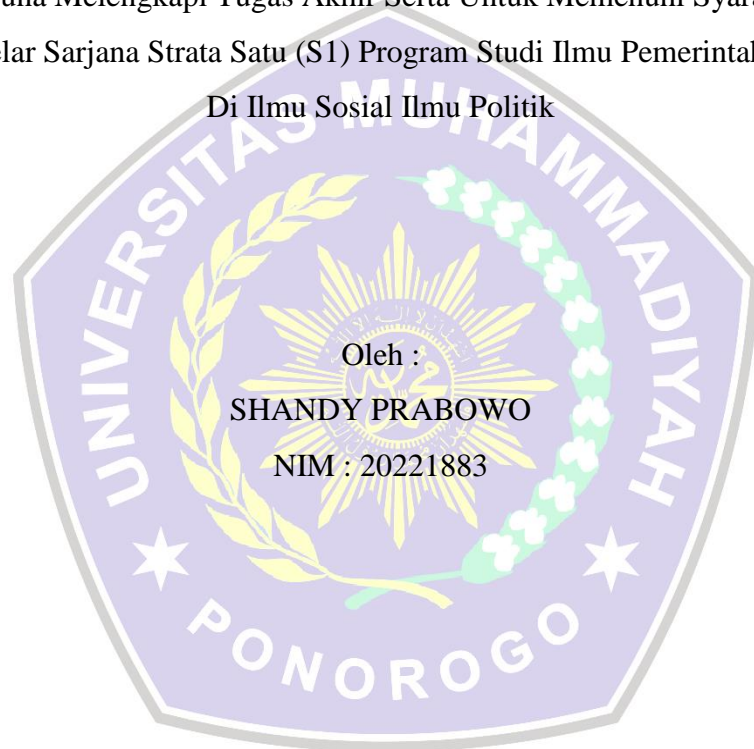 Melengkapi Tugas Akhir Serta Untuk Memenuhi
Sarjana Strata Satu (S1) Program Studi Ilmu
Di Ilmu Sosial Ilmu Politik
UNIVERSITAS MUHAMMADIYAH
Oleh :
SHANDY PRABOWO
NIM : 20221883
PONOROGO